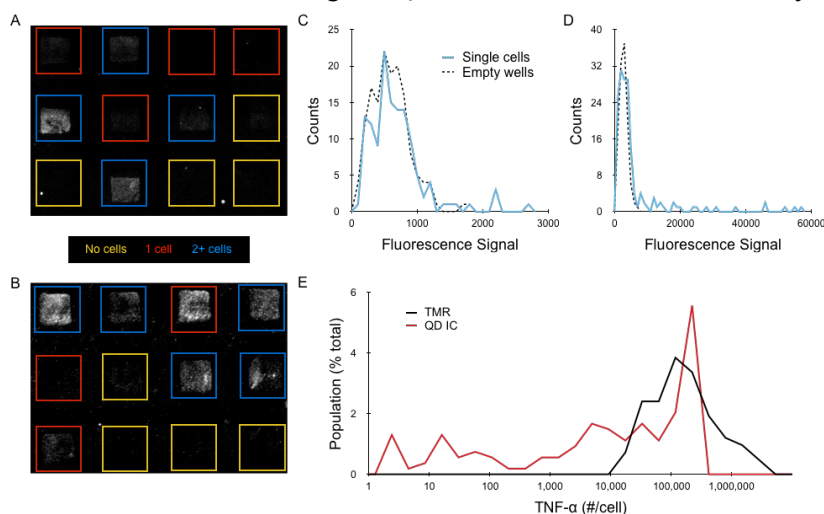 A
C
D
Single cells
Empty wells
Counts
25
20
15
10
5
0
0
1000
2000
3000
Fluorescence Signal
Counts
40
32
24
16
8
0
0
20000
40000
60000
Fluorescence Signal
No cells 1 cell 2+ cells
B
E
TMR
QD IC
Population (% total)
6
4
2
0
1
10
100
1,000
10,000
100,000
1,000,000
TNF-α (#/cell)